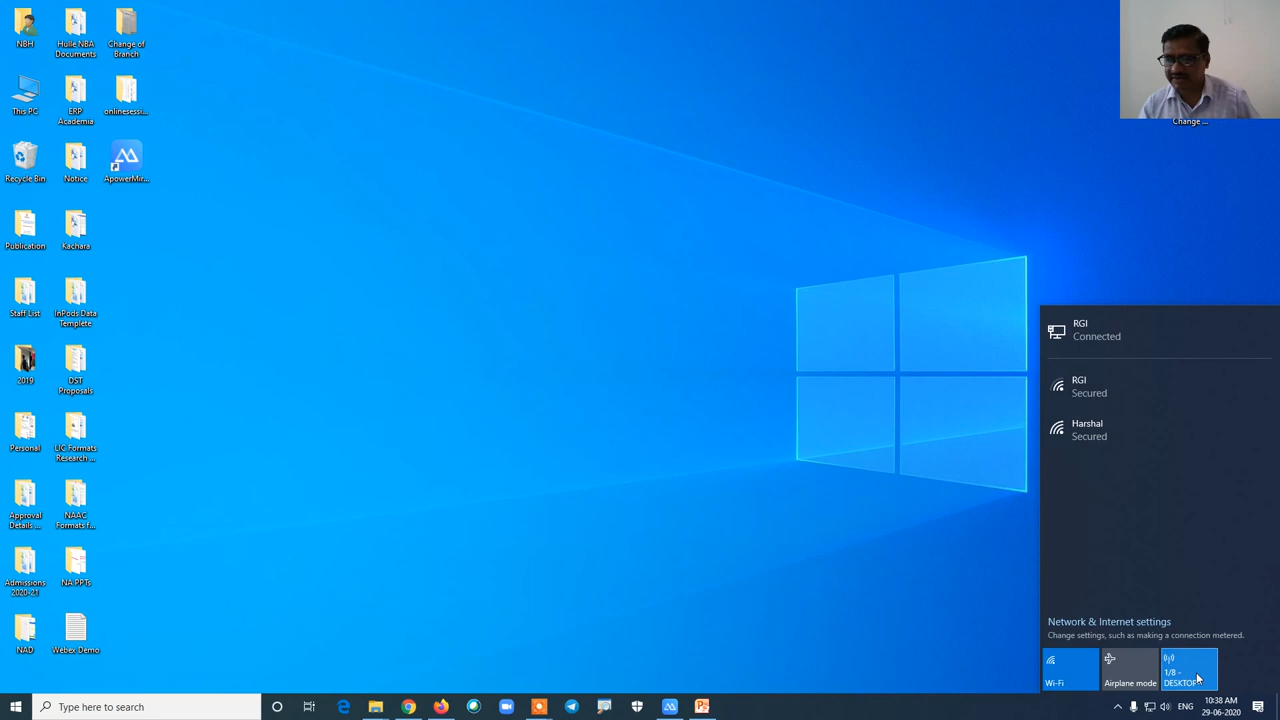 NBH
Hulle NBA
Documents
Change of
Branch
This PC
ERP
Academia
onlinesessi...
Recycle Bin
Notice
ApowerMir...
Publication
Kachara
Staff List
InPods Data
Templete
2019
DST
Proposals
Personal
LIC Formats
Research ...
Approval
Details ...
NAAC
Formats f...
Admissions
2020-21
NA PPTs
NAD
Webex Demo
Change ...
RGI
Connected
RGI
Secured
Harshal
Secured
Network & Internet settings
Change settings, such as making a connection metered.
Wi-Fi
Airplane mode
1/8 -
DESKTOP
Type here to search
ENG
10:38 AM
29-06-2020